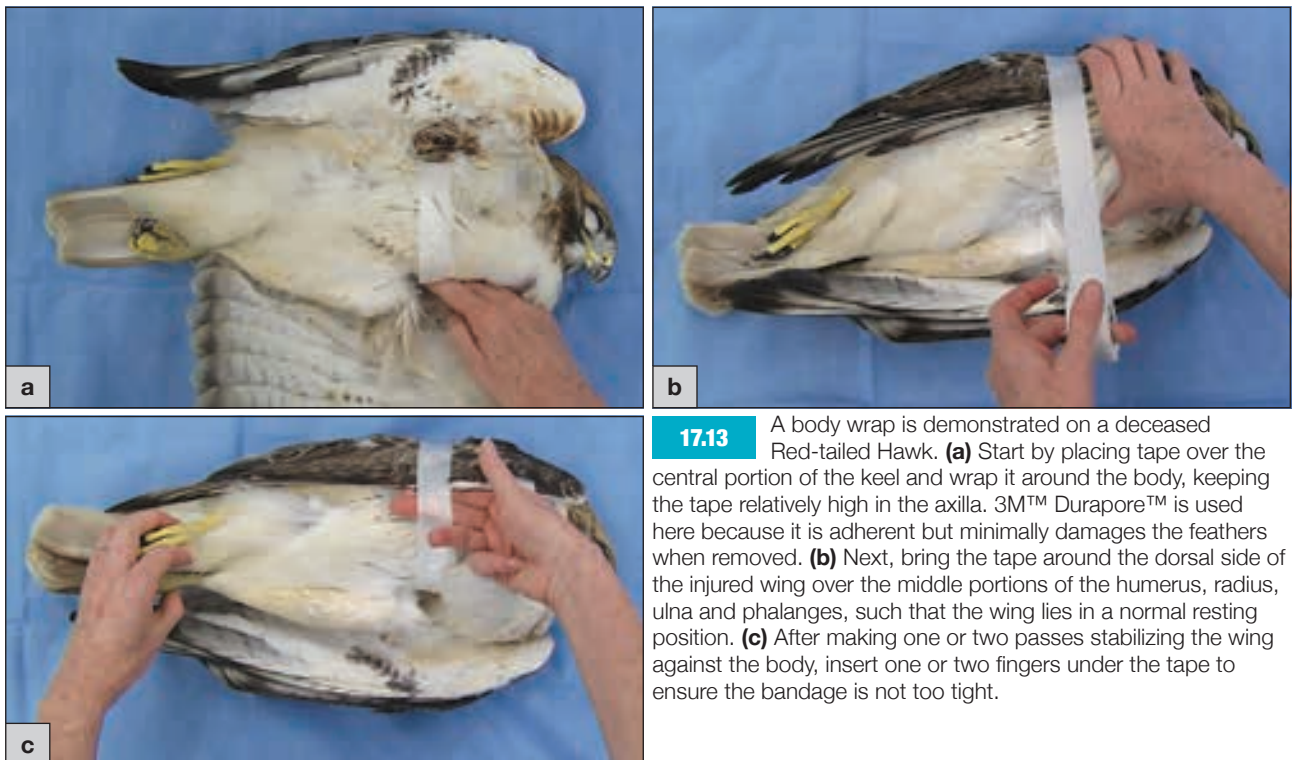 a
b
c
17.13 A body wrap is demonstrated on a deceased
Red-tailed Hawk. (a) Start by placing tape over the
central portion of the keel and wrap it around the body, keeping
the tape relatively high in the axilla. 3M™ Durapore™ is used
here because it is adherent but minimally damages the feathers
when removed. (b) Next, bring the tape around the dorsal side of
the injured wing over the middle portions of the humerus, radius,
ulna and phalanges, such that the wing lies in a normal resting
position. (c) After making one or two passes stabilizing the wing
against the body, insert one or two fingers under the tape to
ensure the bandage is not too tight.